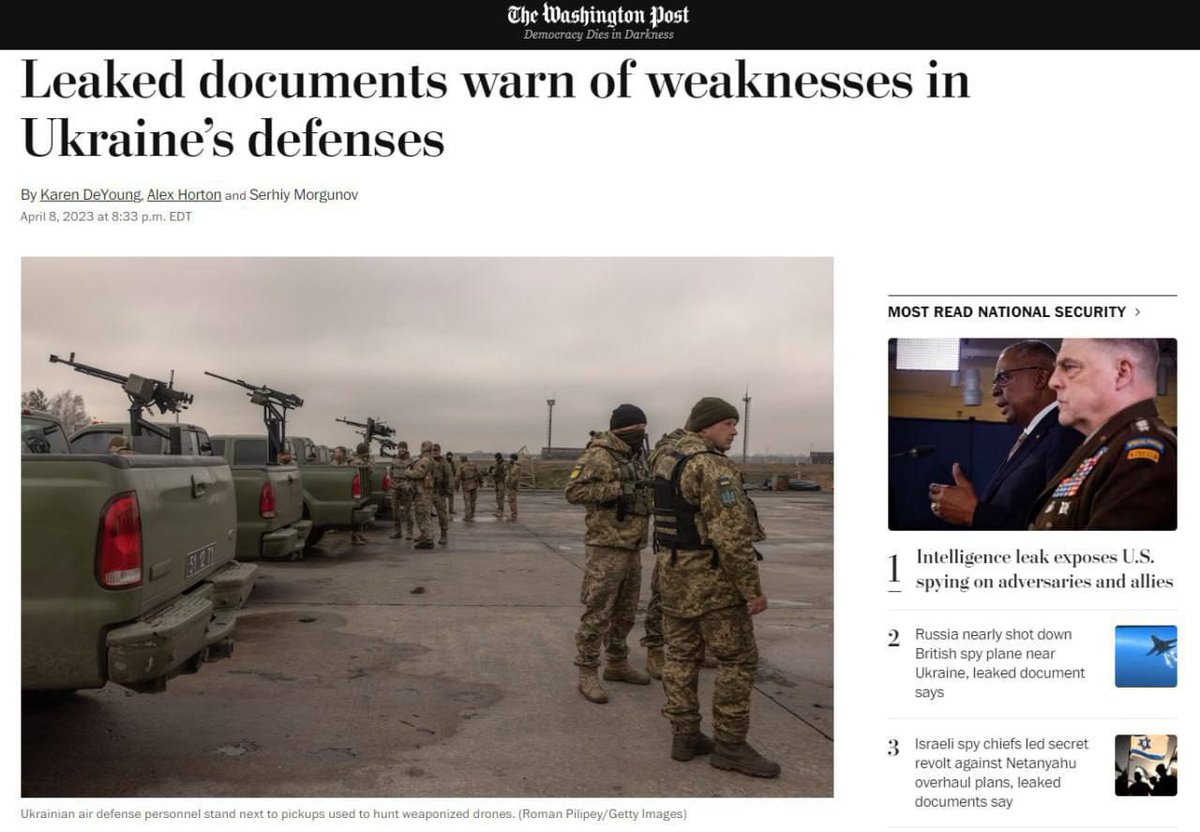 The Washington Post
Democracy Dies in Darkness
Leaked documents warn of weaknesses in
Ukraine's defenses
By Karen DeYoung, Alex Horton and Serhiy Morgunov
April 8, 2023 at 8:33 p.m. EDT
Ukrainian air defense personnel stand next to pickups used to hunt weaponized drones. (Roman Pilipey/Getty Images)
MOST READ NATIONAL SECURITY >
1 Intelligence leak exposes U.S.
spying on adversaries and allies
2 Russia nearly shot down
British spy plane near
Ukraine, leaked document
says
3 Israeli spy chiefs led secret
revolt against Netanyahu
overhaul plans, leaked
documents say